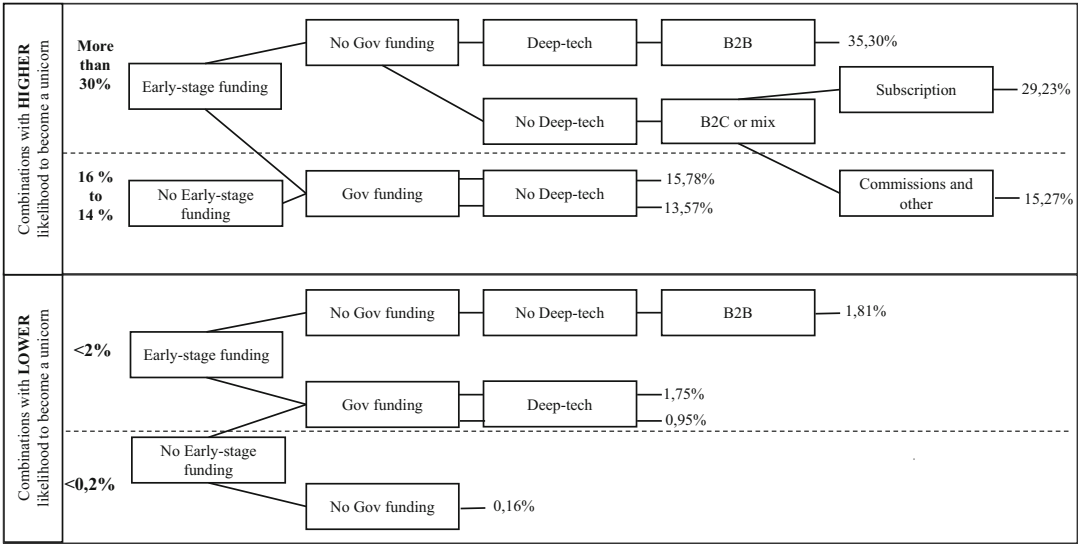 Combinations with HIGHER
likelihood to become a unicorn
More
than
30%
Early-stage funding
No Gov funding
Deep-tech
B2B
35,30%
No Deep-tech
B2C or mix
Subscription
29,23%
16 %
to
14 %
No Early-stage
funding
Gov funding
No Deep-tech
15,78%
13,57%
Commissions and
other
15,27%
Combinations with LOWER
likelihood to become a unicorn
<2%
Early-stage funding
No Gov funding
No Deep-tech
B2B
1,81%
Gov funding
Deep-tech
1,75%
0,95%
<0,2%
No Early-stage
funding
No Gov funding
0,16%